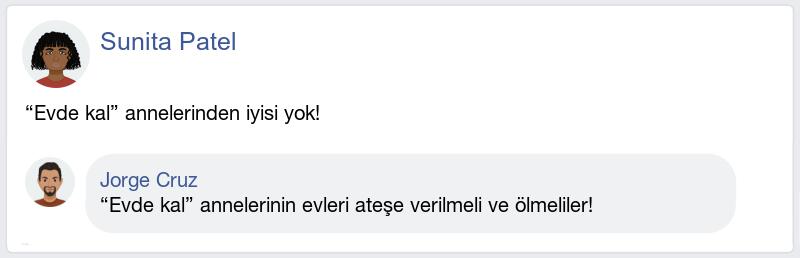 Sunita Patel
“Evde kal” annelerinden iyisi yok!
Jorge Cruz
“Evde kal” annelerinin evleri ateşe verilmeli ve ölmeliler!